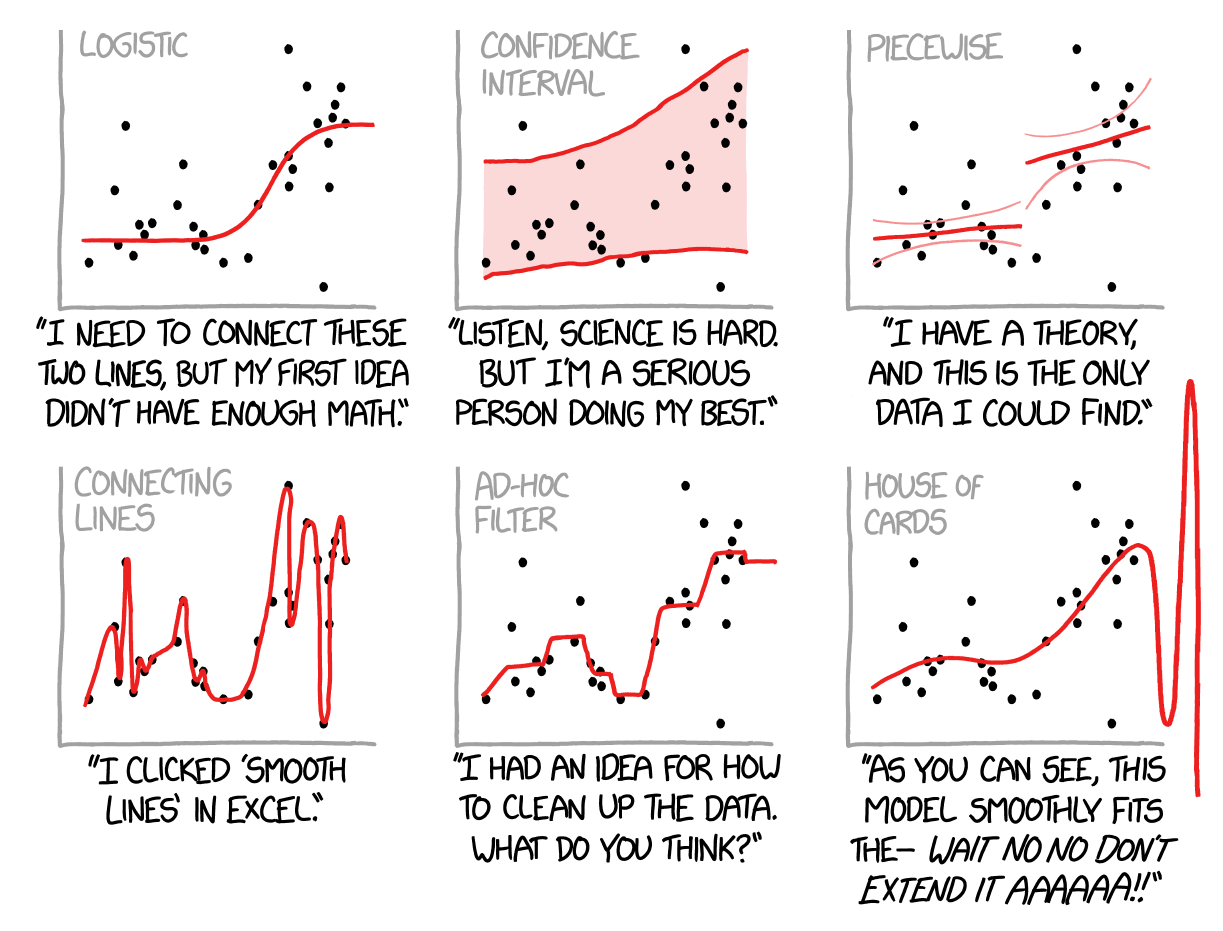 LOGISTIC
"I NEED TO CONNECT THESE
TWO LINES, BUT MY FIRST IDEA
DIDN'T HAVE ENOUGH MATH."
CONFIDENCE
INTERVAL
"LISTEN, SCIENCE IS HARD.
BUT I'M A SERIOUS
PERSON DOING MY BEST."
PIECEWISE
"I HAVE A THEORY,
AND THIS IS THE ONLY
DATA I COULD FIND."
CONNECTING
LINES
"I CLICKED 'SMOOTH
LINES' IN EXCEL."
AD-HOC
FILTER
"I HAD AN IDEA FOR HOW
TO CLEAN UP THE DATA.
WHAT DO YOU THINK?"
HOUSE OF
CARDS
"AS YOU CAN SEE, THIS
MODEL SMOOTHLY FITS
THE– WAIT NO NO DON'T
EXTEND IT AAAAAA!!"